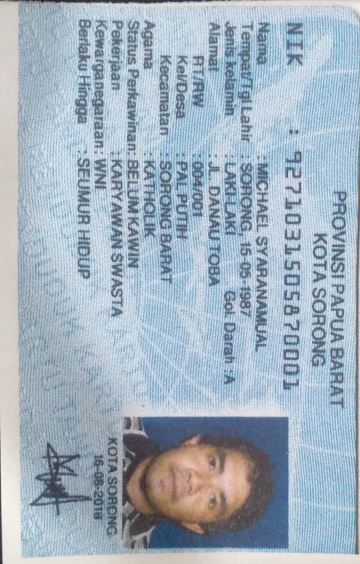 PROVINSI PAPUA BARAT
KOTA SORONG
NIK : 9271031505870001
Nama : MICHAEL SYARANAMUAL
Tempat/Tgl Lahir : SORONG, 15-05-1987
Jenis kelamin : LAKI-LAKI Gol. Darah :A
Alamat : JL. DANAU TOBA
RT/RW : 004/001
Kel/Desa : PAL PUTIH
Kecamatan : SORONG BARAT
Agama : KATHOLIK
Status Perkawinan: BELUM KAWIN
Pekerjaan : KARYAWAN SWASTA
Kewarganegaraan: WNI
Berlaku Hingga : SEUMUR HIDUP
KOTA SORONG
16-08-2018